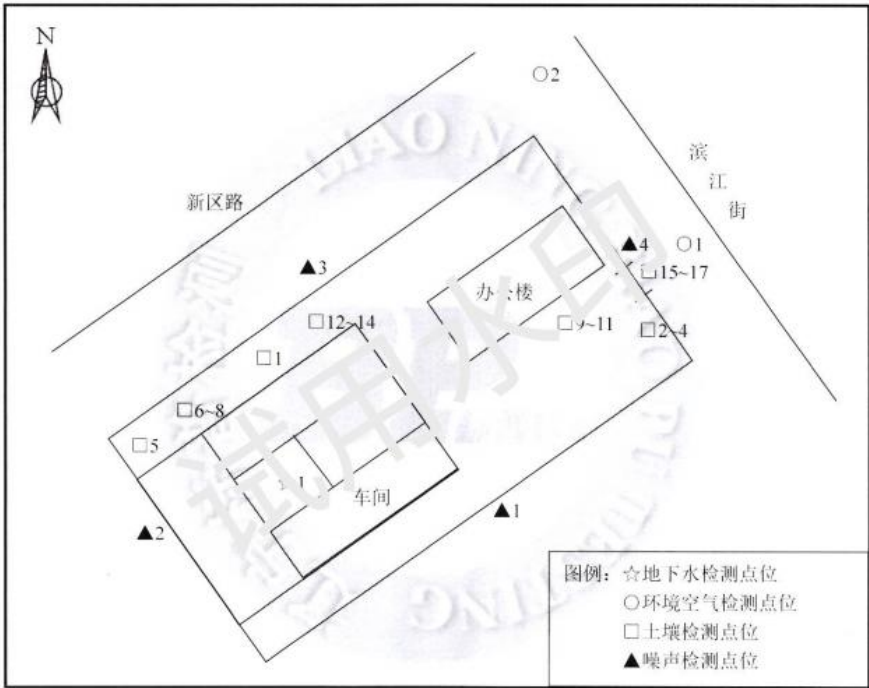 N
○2
滨
江
街
新区路
▲3
▲4
○1
□15~17
办公楼
□12~14
□9~11
□2~4
□1
□6~8
□5
☆1
车间
▲1
▲2
图例：☆地下水检测点位
○环境空气检测点位
□土壤检测点位
▲噪声检测点位
试用水印